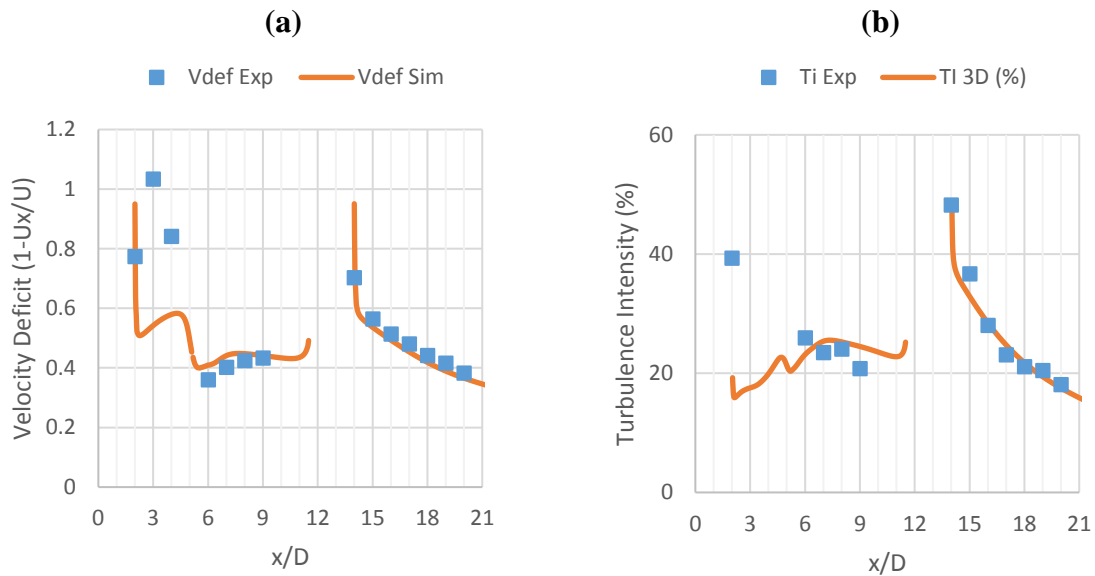 (a)
Vdef Exp Vdef Sim
Velocity Deficit (1-Ux/U)
1.2
1
0.8
0.6
0.4
0.2
0
0 3 6 9 12 15 18 21
x/D
(b)
Ti Exp TI 3D (%)
Turbulence Intensity (%)
60
40
20
0
0 3 6 9 12 15 18 21
x/D